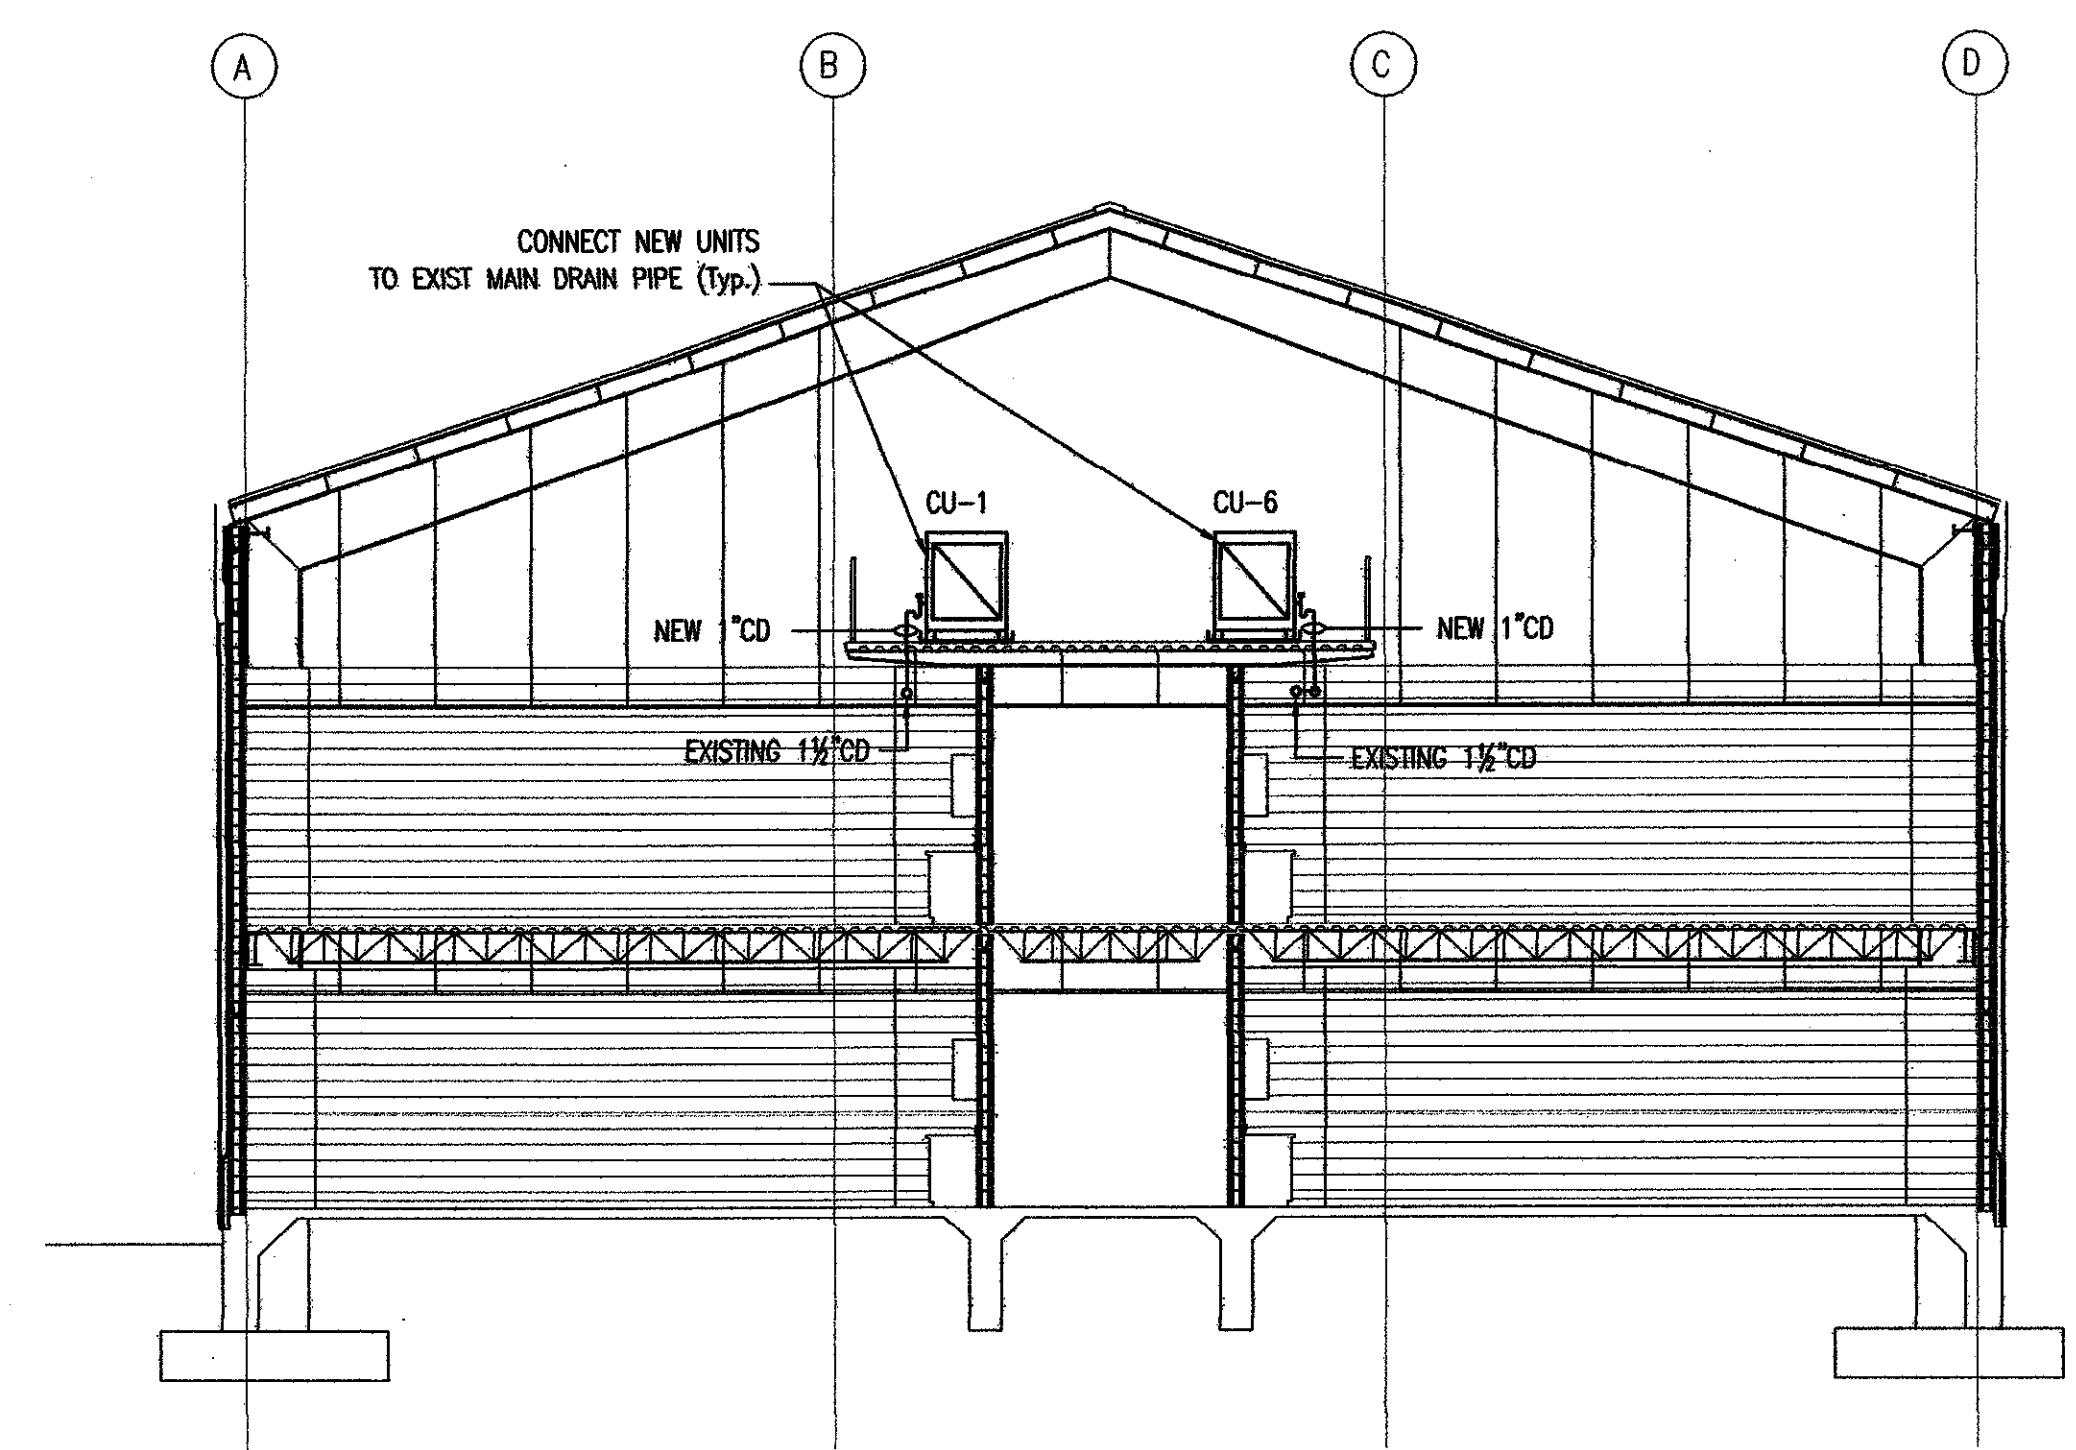 A
B
C
D
CONNECT NEW UNITS
TO EXIST MAIN DRAIN PIPE (Typ.)
CU-1
CU-6
NEW 1"CD
NEW 1"CD
EXISTING 1½"CD
EXISTING 1½"CD